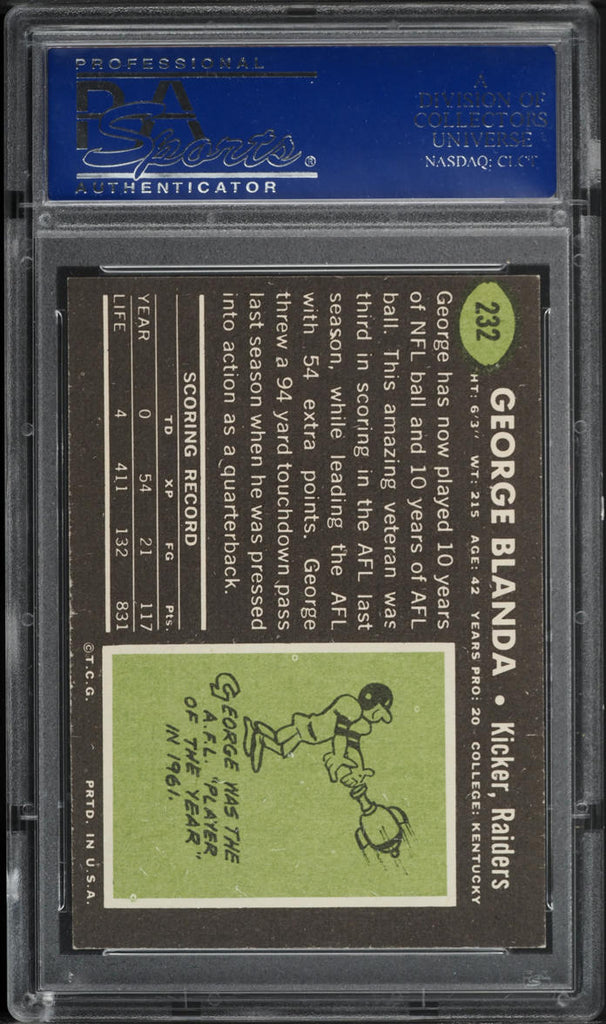 PROFESSIONAL
PSA
Sports®
AUTHENTICATOR
A
DIVISION OF
COLLECTORS
UNIVERSE
NASDAQ: CLCT
232
GEORGE BLANDA • Kicker, Raiders
HT: 6'3" WT: 215 AGE: 42 YEARS PRO: 20 COLLEGE: KENTUCKY
George has now played 10 years
of NFL ball and 10 years of AFL
ball. This amazing veteran was
third in scoring in the AFL last
season, while leading the AFL
with 54 extra points. George
threw a 94 yard touchdown pass
last season when he was pressed
into action as a quarterback.
SCORING RECORD
TD XP FG Pts.
YEAR 0 54 21 117
LIFE 4 411 132 831
GEORGE WAS THE
A.F.L. "PLAYER
OF THE YEAR"
IN 1961.
©T.C.G. PRTD. IN U.S.A.